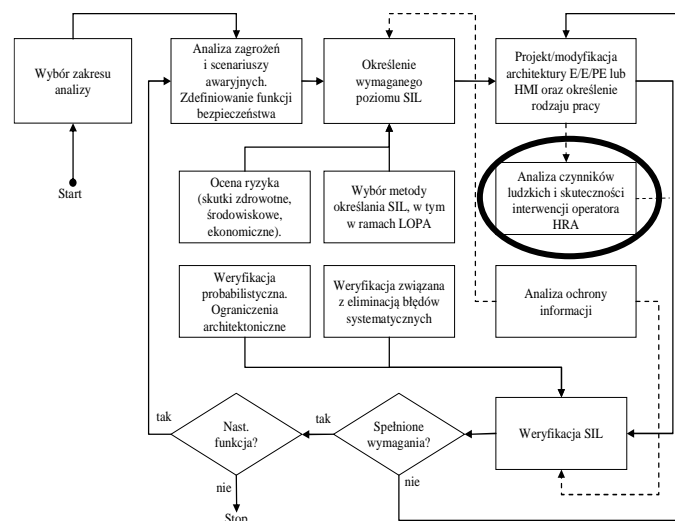 Wybór zakresu
analizy
Start
Analiza zagrożeń
i scenariuszy
awaryjnych.
Zdefiniowanie funkcji
bezpieczeństwa
Określenie
wymaganego
poziomu SIL
Projekt/modyfikacja
architektury E/E/PE lub
HMI oraz określenie
rodzaju pracy
Ocena ryzyka
(skutki zdrowotne,
środowiskowe,
ekonomiczne).
Wybór metody
określania SIL, w tym
w ramach LOPA
Analiza czynników
ludzkich i skuteczności
interwencji operatora
HRA
Weryfikacja
probabilistyczna.
Ograniczenia
architektoniczne
Weryfikacja związana
z eliminacją błędów
systematycznych
Analiza ochrony
informacji
tak
Nast.
funkcja?
tak
Spełnione
wymagania?
Weryfikacja SIL
nie
nie
Stop